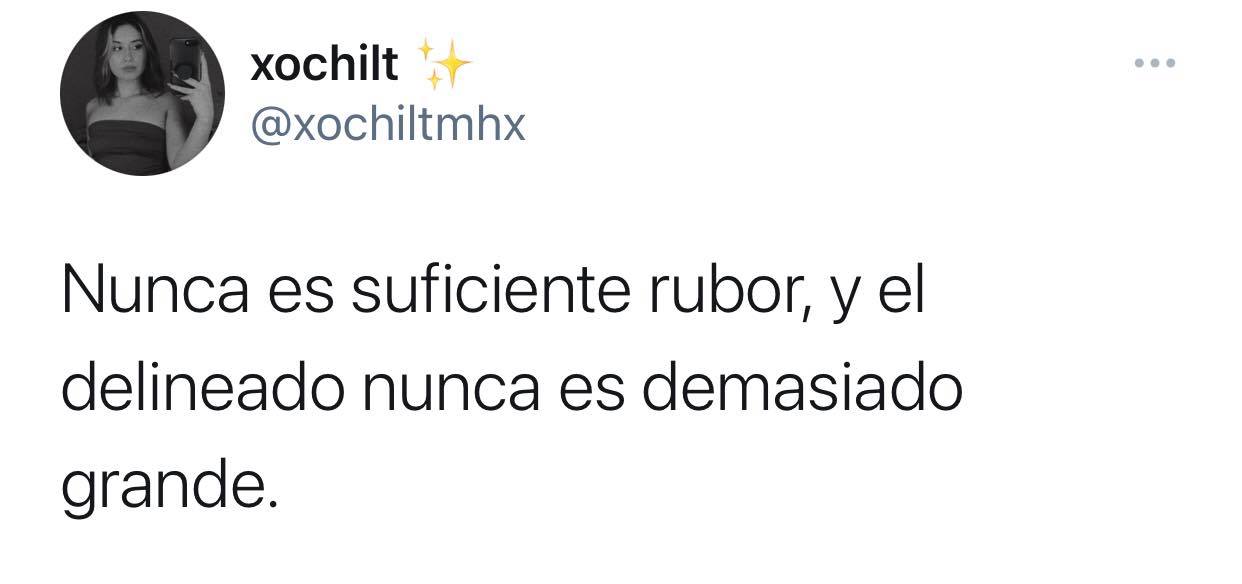 xochilt ✨
@xochiltmhx
Nunca es suficiente rubor, y el
delineado nunca es demasiado
grande.